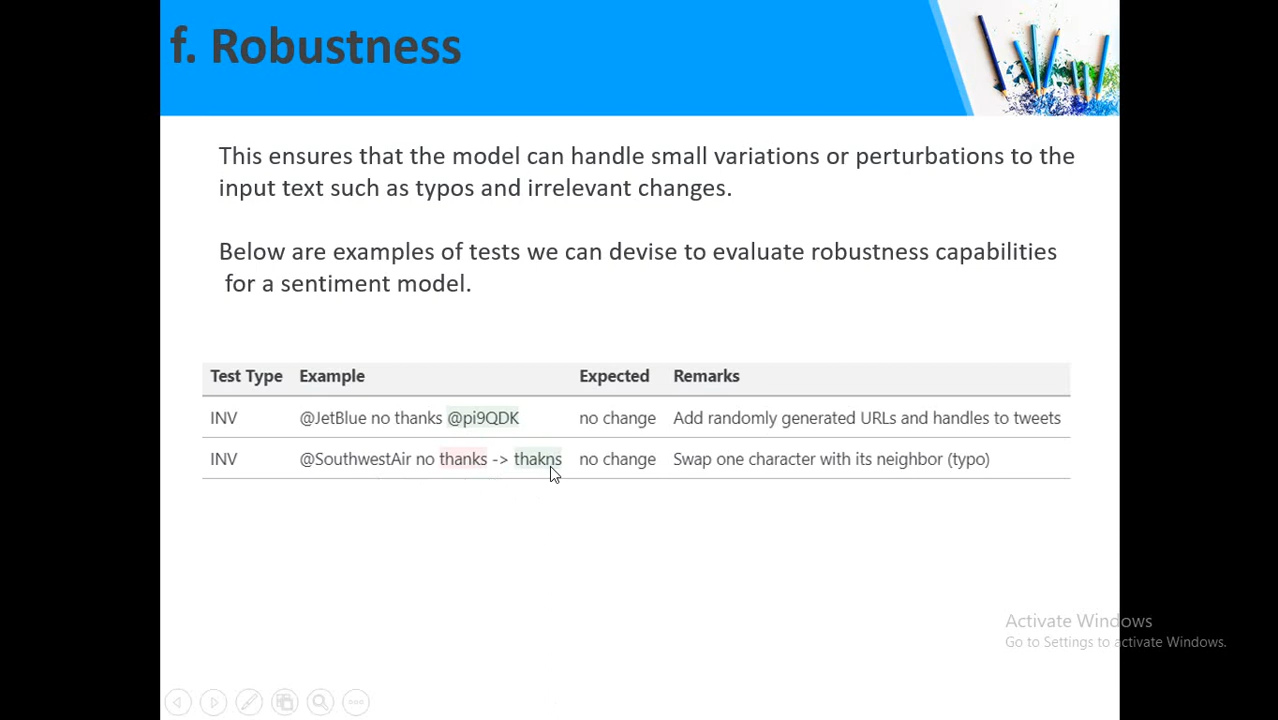 f. Robustness
This ensures that the model can handle small variations or perturbations to the
input text such as typos and irrelevant changes.
Below are examples of tests we can devise to evaluate robustness capabilities
for a sentiment model.
Test Type Example Expected Remarks
INV @JetBlue no thanks @pi9QDK no change Add randomly generated URLs and handles to tweets
INV @SouthwestAir no thanks -> thakns no change Swap one character with its neighbor (typo)
Activate Windows
Go to Settings to activate Windows.